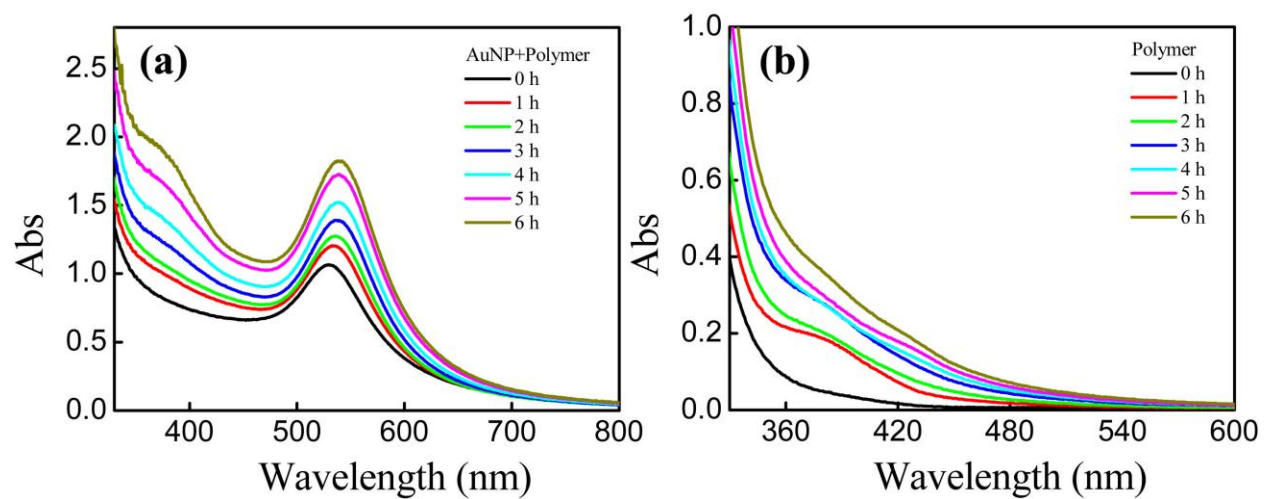 (a)
AuNP+Polymer
0 h
1 h
2 h
3 h
4 h
5 h
6 h
2.5
2.0
1.5
1.0
0.5
0.0
Abs
400 500 600 700 800
Wavelength (nm)
(b)
Polymer
0 h
1 h
2 h
3 h
4 h
5 h
6 h
1.0
0.8
0.6
0.4
0.2
0.0
Abs
360 420 480 540 600
Wavelength (nm)